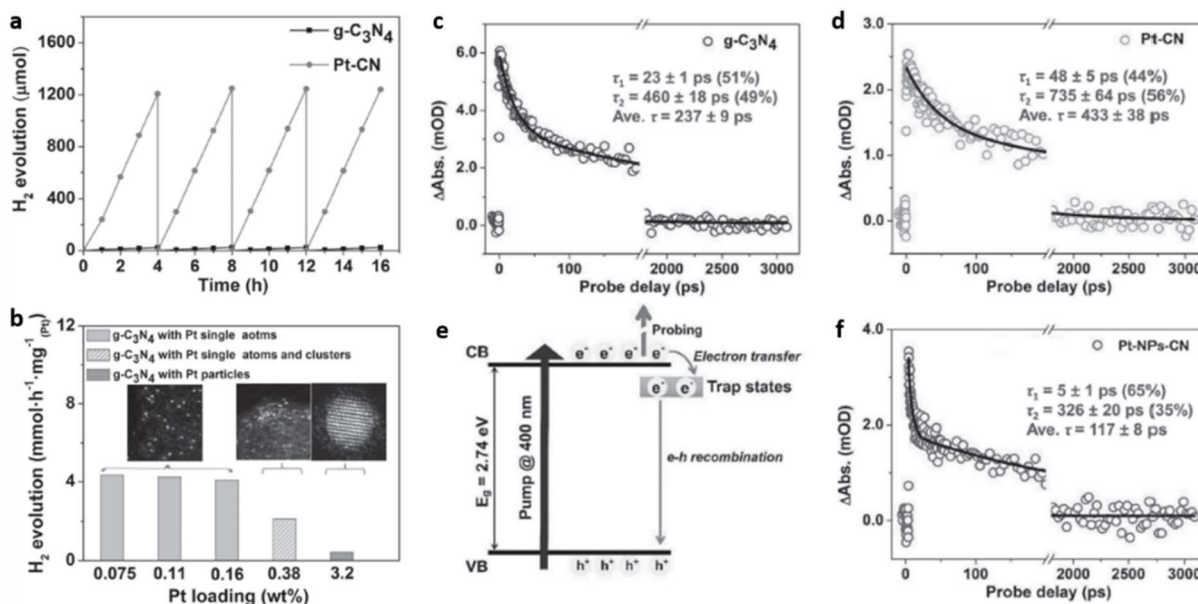 a
g-C3N4
Pt-CN
H2 evolution (μmol)
1600
1200
800
400
0
0 2 4 6 8 10 12 14 16
Time (h)
b
g-C3N4 with Pt single aotms
g-C3N4 with Pt single atoms and clusters
g-C3N4 with Pt particles
H2 evolution (mmol·h-1·mg-1(Pt))
12
8
4
0
0.075 0.11 0.16 0.38 3.2
Pt loading (wt%)
c
g-C3N4
τ1 = 23 ± 1 ps (51%)
τ2 = 460 ± 18 ps (49%)
Ave. τ = 237 ± 9 ps
ΔAbs. (mOD)
6.0
4.0
2.0
0.0
0 100 2000 2500 3000
Probe delay (ps)
d
Pt-CN
τ1 = 48 ± 5 ps (44%)
τ2 = 735 ± 64 ps (56%)
Ave. τ = 433 ± 38 ps
ΔAbs. (mOD)
3.0
2.0
1.0
0.0
0 100 2000 2500 3000
Probe delay (ps)
e
Probing
CB
e- e- e- e-
Electron transfer
e- e-
Trap states
Eg = 2.74 eV
Pump @ 400 nm
e-h recombination
VB
h+ h+ h+ h+
f
Pt-NPs-CN
τ1 = 5 ± 1 ps (65%)
τ2 = 326 ± 20 ps (35%)
Ave. τ = 117 ± 8 ps
ΔAbs. (mOD)
4.0
2.0
0.0
0 100 2000 2500 3000
Probe delay (ps)